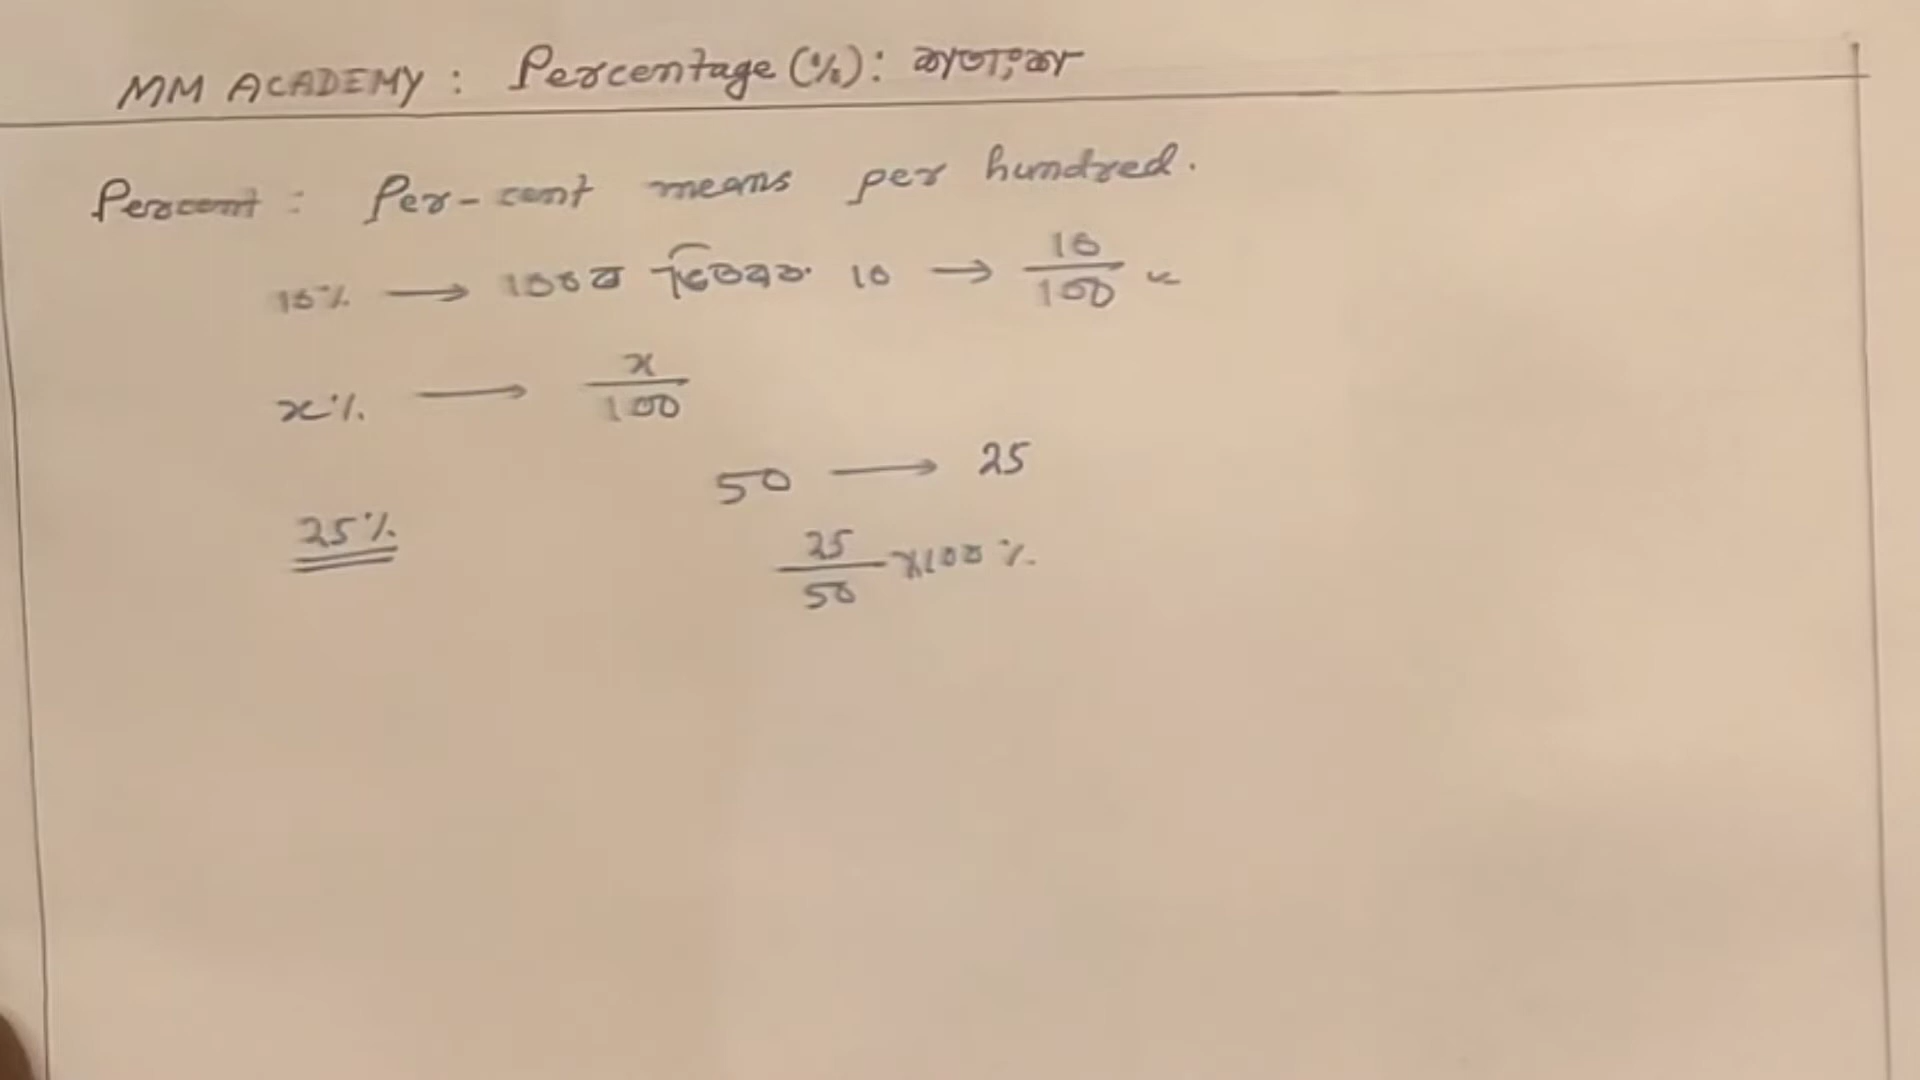 MM ACADEMY : Percentage (%) : শতাংশ
Percent : Per-cent means per hundred.
10% → 100ৰ ভিতৰত 10 → 10/100
x% → x/100
50 → 25
25%
25/50 ×100 %